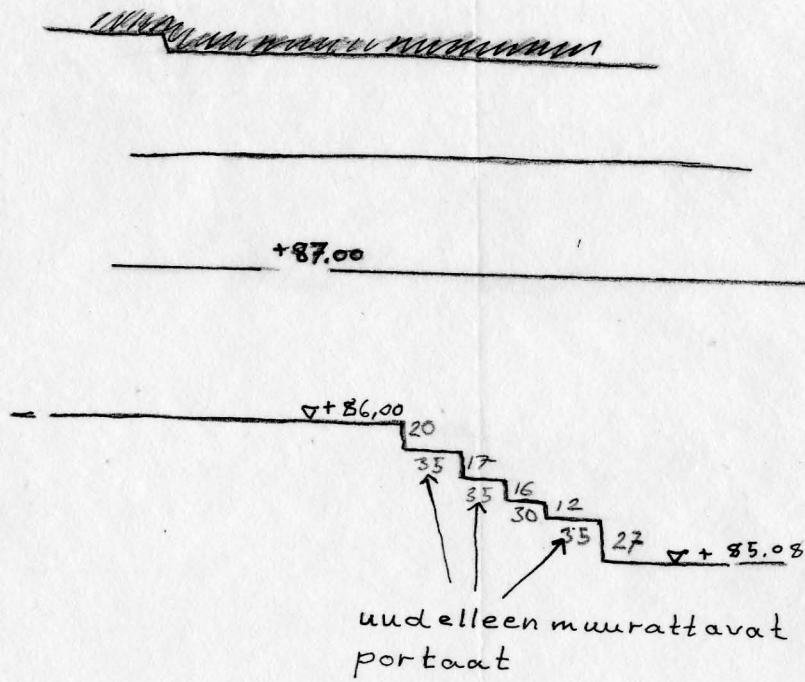 +87.00
+86,00
20
35 17
35 16
30 12
35 27 + 85.08
uudelleen muurattavat
portaat